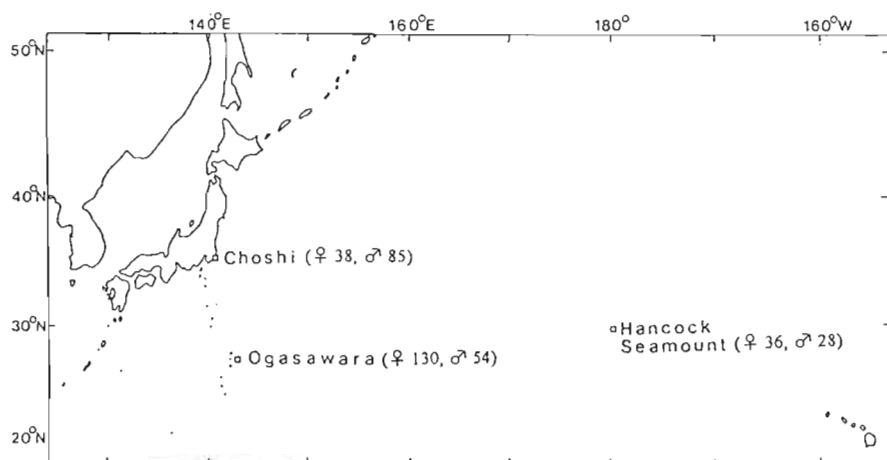 140°E 160°E 180° 160°W
50°N
40°N
Choshi (♀ 38, ♂ 85)
30°N
Hancock
Seamount (♀ 36, ♂ 28)
Ogasawara (♀ 130, ♂ 54)
20°N